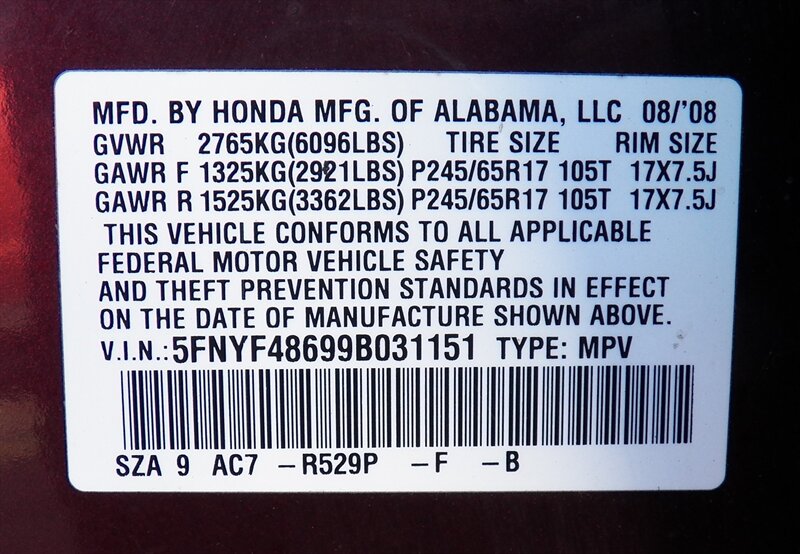 MFD. BY HONDA MFG. OF ALABAMA, LLC 08/'08
GVWR 2765KG(6096LBS) TIRE SIZE RIM SIZE
GAWR F 1325KG(2921LBS) P245/65R17 105T 17X7.5J
GAWR R 1525KG(3362LBS) P245/65R17 105T 17X7.5J
THIS VEHICLE CONFORMS TO ALL APPLICABLE
FEDERAL MOTOR VEHICLE SAFETY
AND THEFT PREVENTION STANDARDS IN EFFECT
ON THE DATE OF MANUFACTURE SHOWN ABOVE.
V.I.N.:5FNYF48699B031151 TYPE: MPV
SZA 9 AC7 –R529P –F –B